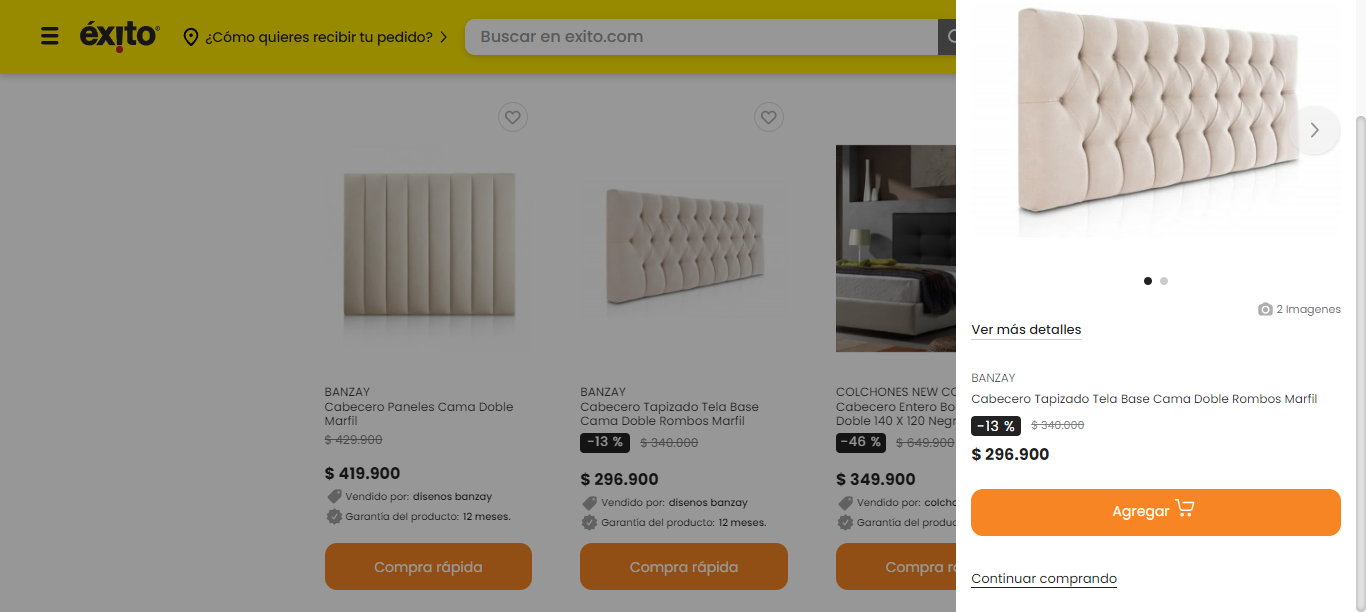 éxito
¿Cómo quieres recibir tu pedido?
Buscar en exito.com
BANZAY
Cabecero Paneles Cama Doble
Marfil
$ 429.900
$ 419.900
Vendido por: disenos banzay
Garantía del producto: 12 meses.
Compra rápida
BANZAY
Cabecero Tapizado Tela Base
Cama Doble Rombos Marfil
-13 % $ 340.000
$ 296.900
Vendido por: disenos banzay
Garantía del producto: 12 meses.
Compra rápida
COLCHONES NEW CO
Cabecero Entero Bo
Doble 140 X 120 Negr
-46 % $ 649.900
$ 349.900
Vendido por: colcho
Garantía del produc
Compra rá
2 Imagenes
Ver más detalles
BANZAY
Cabecero Tapizado Tela Base Cama Doble Rombos Marfil
-13 % $ 340.000
$ 296.900
Agregar
Continuar comprando